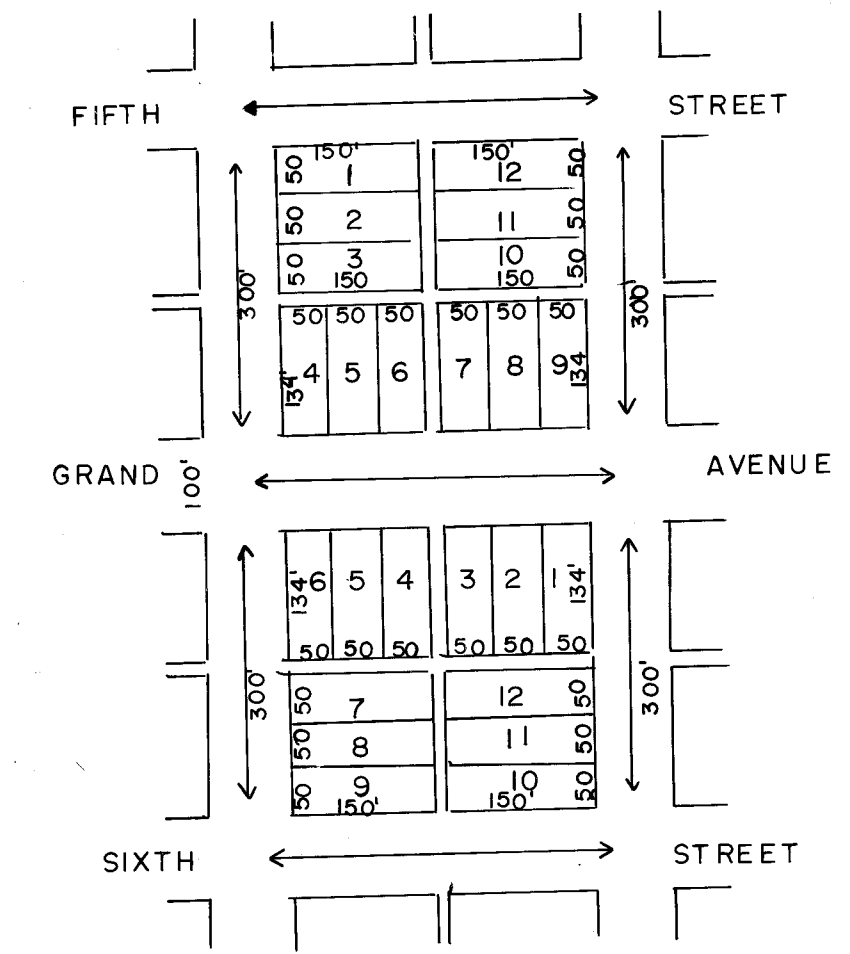 FIFTH STREET
150' 150'
50 1 12 50
50 2 11 50
50 3 10 50
150 150
300' 300'
50 50 50 50 50 50
134' 4 5 6 7 8 9 134
GRAND 100' AVENUE
134' 6 5 4 3 2 1 134'
50 50 50 50 50 50
300' 300'
50 7 12 50
50 8 11 50
50 9 10 50
150' 150'
SIXTH STREET